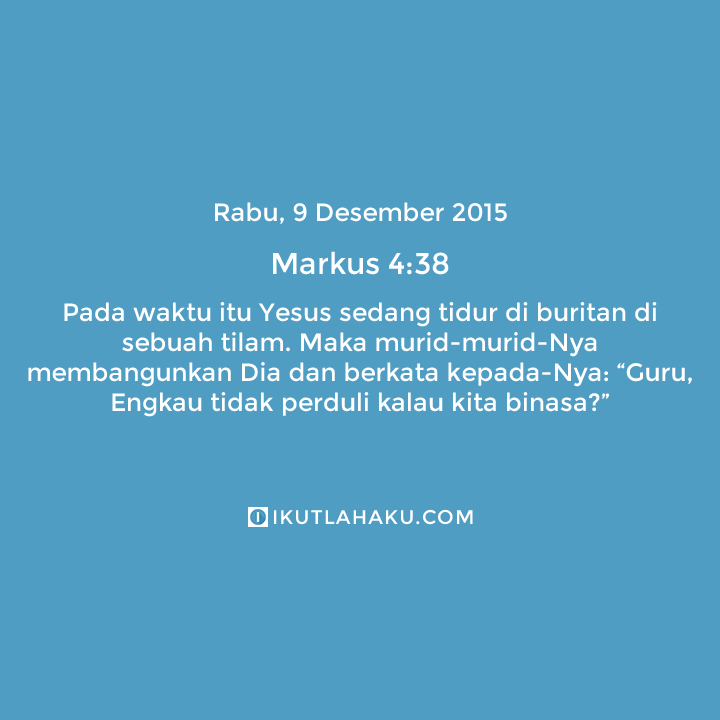 Rabu, 9 Desember 2015
Markus 4:38
Pada waktu itu Yesus sedang tidur di buritan di
sebuah tilam. Maka murid-murid-Nya
membangunkan Dia dan berkata kepada-Nya: “Guru,
Engkau tidak perduli kalau kita binasa?”
IKUTLAHAKU.COM